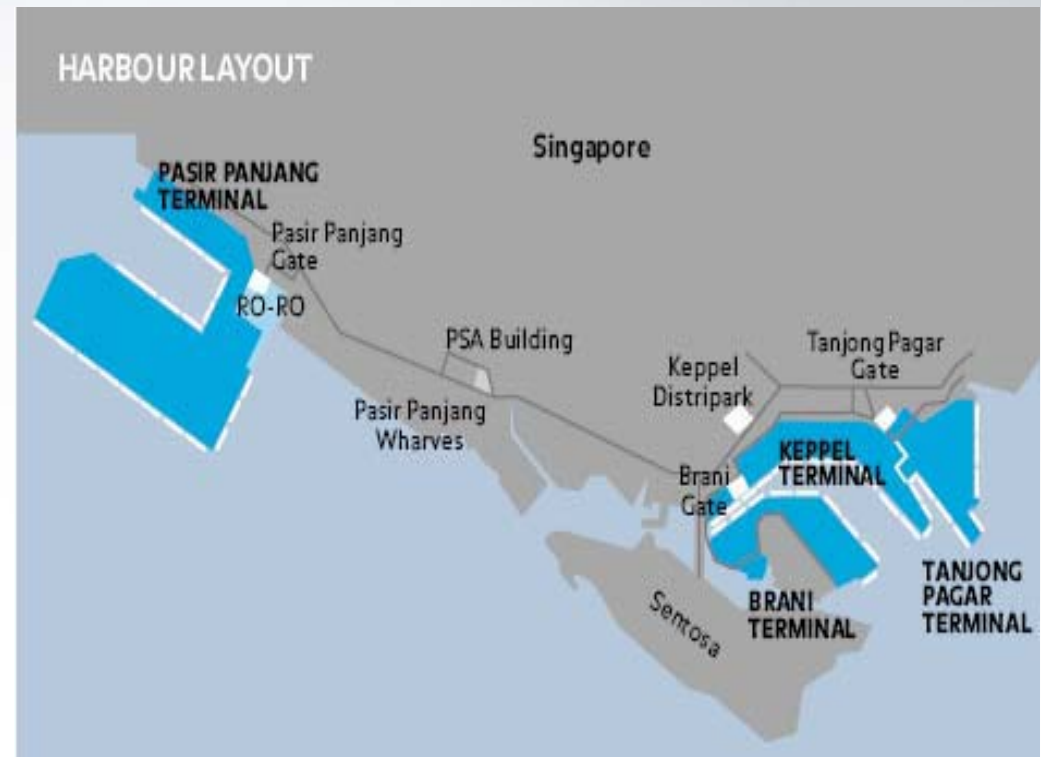 HARBOUR LAYOUT
Singapore
PASIR PANJANG
TERMINAL
Pasir Panjang
Gate
RO-RO
PSA Building
Pasir Panjang
Wharves
Keppel
Distripark
Tanjong Pagar
Gate
KEPPEL
TERMINAL
Brani
Gate
Sentosa
BRANI
TERMINAL
TANJONG
PAGAR
TERMINAL